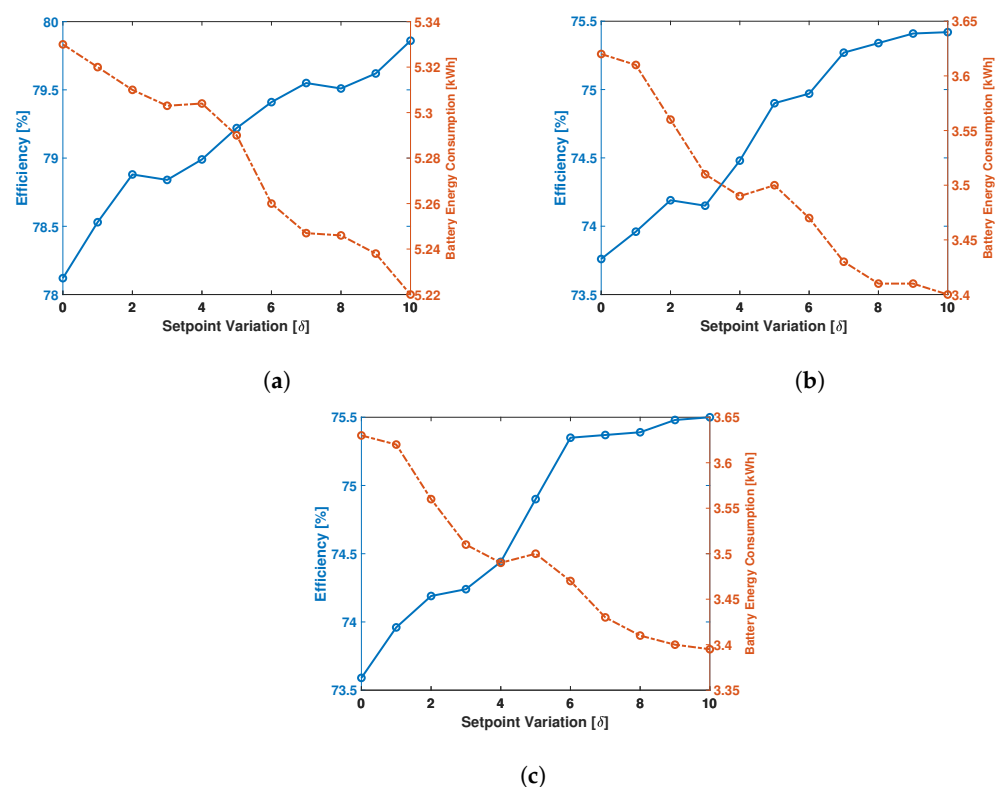 80
79.5
79
78.5
78
5.34
5.32
5.3
5.28
5.26
5.24
5.22
0 2 4 6 8 10
Efficiency [%]
Battery Energy Consumption [kWh]
Setpoint Variation [δ]
(a)
75.5
75
74.5
74
73.5
3.65
3.6
3.55
3.5
3.45
3.4
0 2 4 6 8 10
Efficiency [%]
Battery Energy Consumption [kWh]
Setpoint Variation [δ]
(b)
75.5
75
74.5
74
73.5
3.65
3.6
3.55
3.5
3.45
3.4
3.35
0 2 4 6 8 10
Efficiency [%]
Battery Energy Consumption [kWh]
Setpoint Variation [δ]
(c)